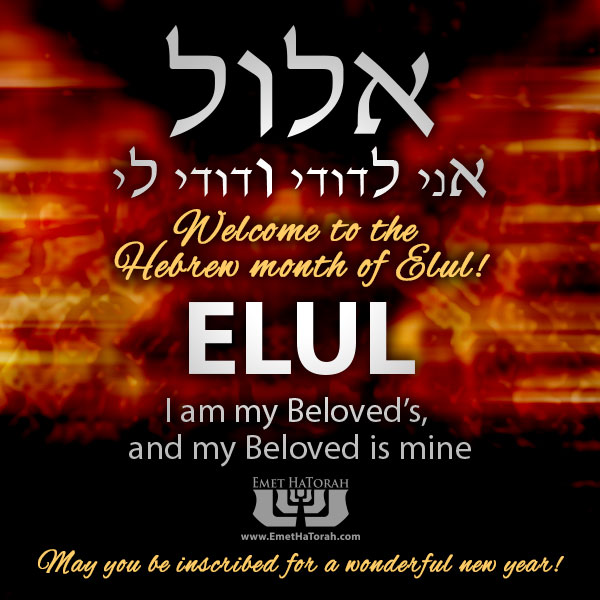 אלול
אני לדודי ודודי לי
Welcome to the
Hebrew month of Elul!
ELUL
I am my Beloved's,
and my Beloved is mine
EMET HATORAH
www.EmetHaTorah.com
May you be inscribed for a wonderful new year!